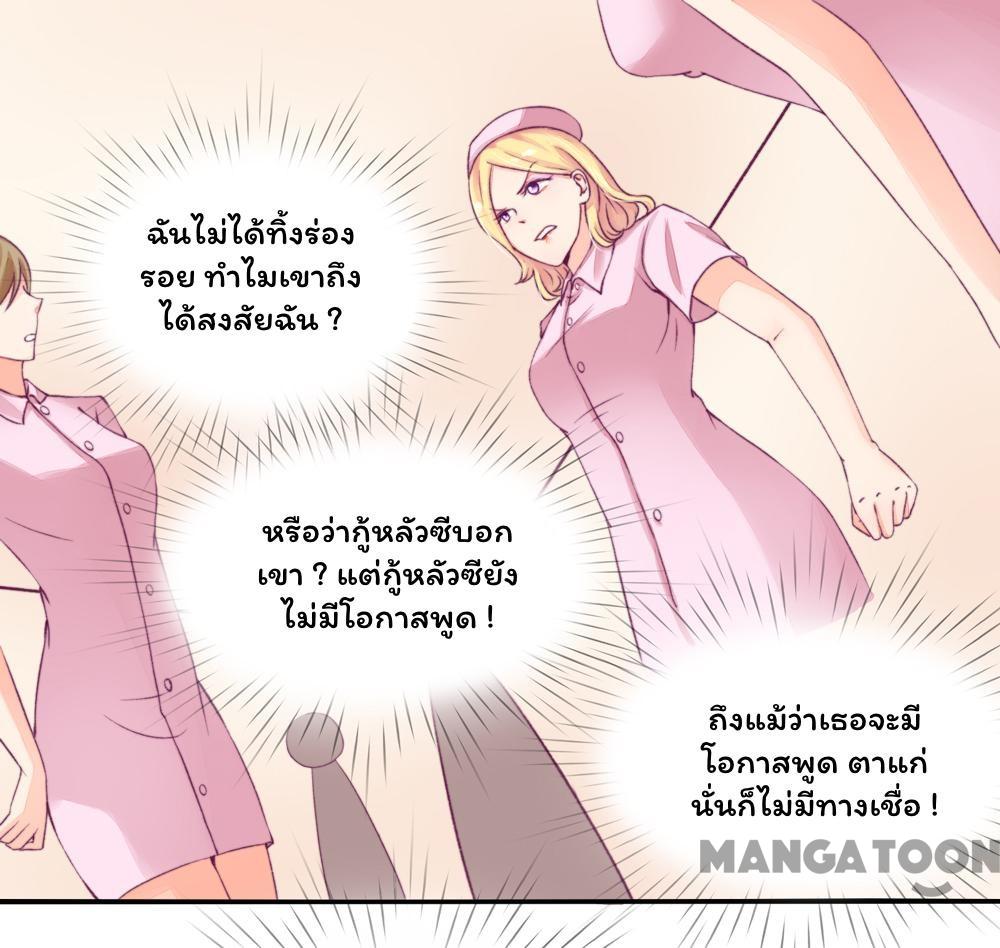 ฉันไม่ได้ทิ้งร่อง
รอย ทำไมเขาถึง
ได้สงสัยฉัน ?
หรือว่ากู้หลัวซีบอก
เขา ? แต่กู้หลัวซียัง
ไม่มีโอกาสพูด !
ถึงแม้ว่าเธอจะมี
โอกาสพูด ตาแก่
นั่นก็ไม่มีทางเชื่อ !
MANGATOON